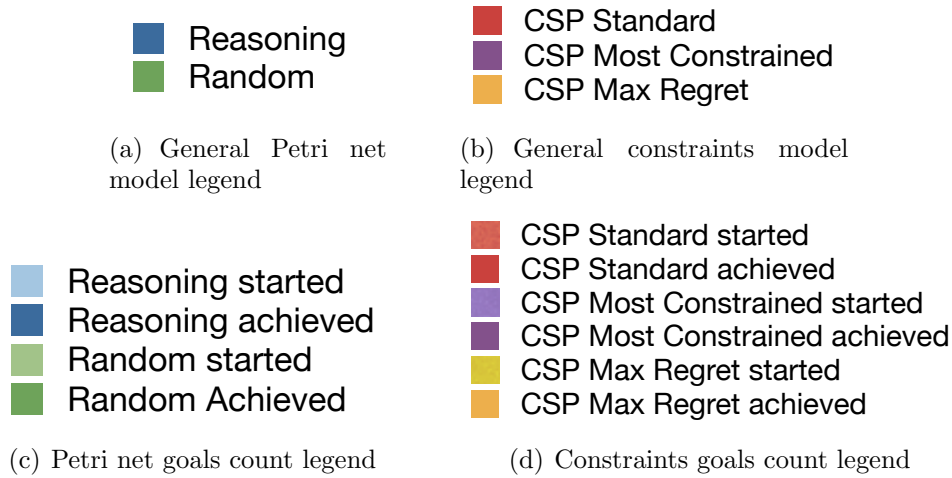 Reasoning
Random
(a) General Petri net
model legend
CSP Standard
CSP Most Constrained
CSP Max Regret
(b) General constraints model
legend
Reasoning started
Reasoning achieved
Random started
Random Achieved
(c) Petri net goals count legend
CSP Standard started
CSP Standard achieved
CSP Most Constrained started
CSP Most Constrained achieved
CSP Max Regret started
CSP Max Regret achieved
(d) Constraints goals count legend